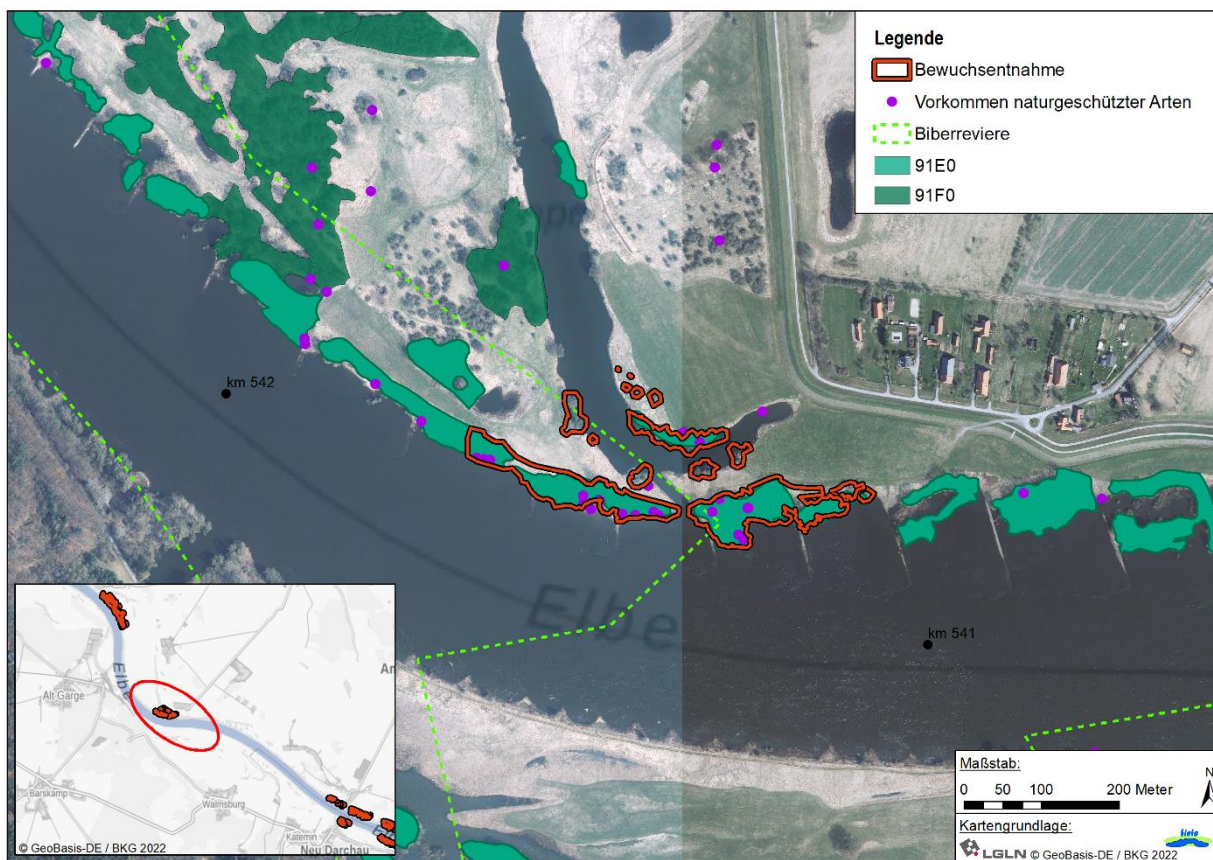 Legende
Bewuchsentnahme
Vorkommen naturgeschützter Arten
Biberreviere
91E0
91F0
km 542
Elbe
km 541
Elbe
Alt Garge
Barskamp
Walmsburg
Katemin
Neu Darchau
© GeoBasis-DE / BKG 2022
Maßstab:
0 50 100 200 Meter
N
Kartengrundlage:
LGLN © GeoBasis-DE / BKG 2022